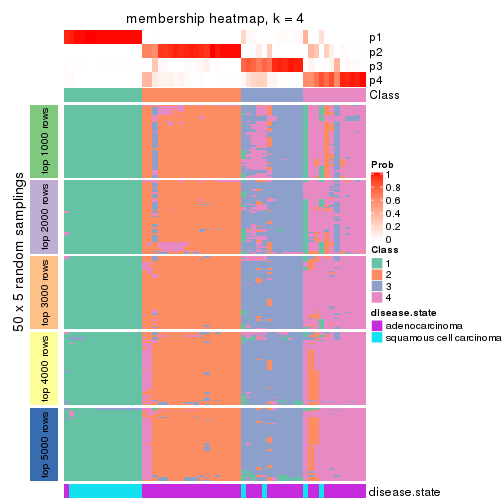 membership heatmap, k = 4
p1
p2
p3
p4
Class
50 x 5 random samplings
top 1000 rows
top 2000 rows
top 3000 rows
top 4000 rows
top 5000 rows
Prob
1
0.8
0.6
0.4
0.2
0
Class
1
2
3
4
disease.state
adenocarcinoma
squamous cell carcinoma
disease.state